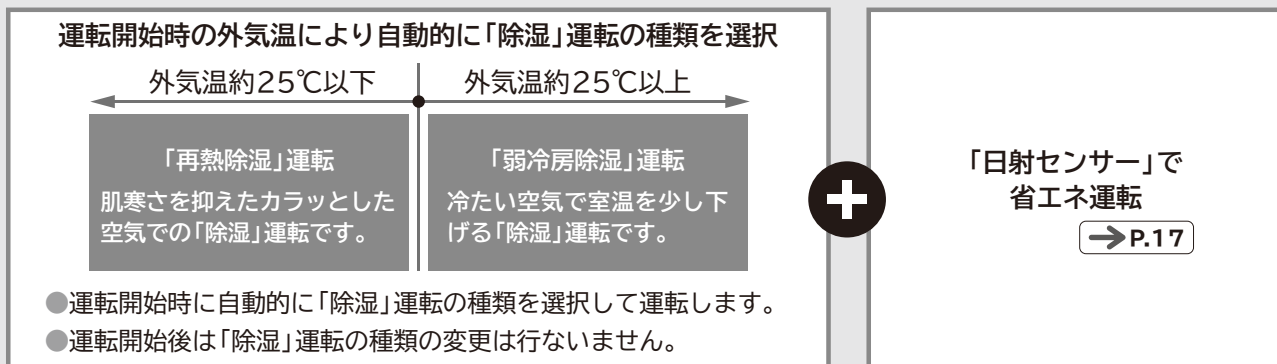 運転開始時の外気温により自動的に「除湿」運転の種類を選択
外気温約25℃以下
外気温約25℃以上
「再熱除湿」運転
肌寒さを抑えたカラッとした
空気での「除湿」運転です。
「弱冷房除湿」運転
冷たい空気で室温を少し下
げる「除湿」運転です。
●運転開始時に自動的に「除湿」運転の種類を選択して運転します。
●運転開始後は「除湿」運転の種類の変更は行ないません。
+
「日射センサー」で
省エネ運転
→P.17